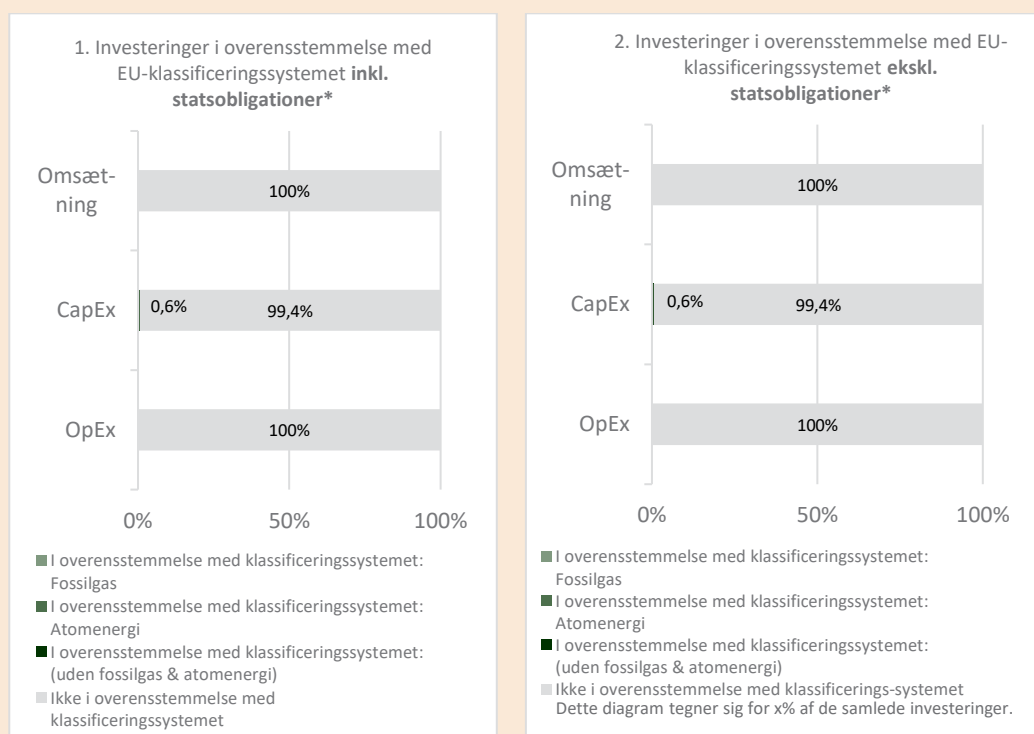 1. Investeringer i overensstemmelse med
EU-klassificeringssystemet inkl.
statsobligationer*
Omsæt-
ning
100%
CapEx
0,6%
99,4%
OpEx
100%
0%
50%
100%
I overensstemmelse med klassificeringssystemet:
Fossilgas
I overensstemmelse med klassificeringssystemet:
Atomenergi
I overensstemmelse med klassificeringssystemet:
(uden fossilgas & atomenergi)
Ikke i overensstemmelse med
klassificeringssystemet
2. Investeringer i overensstemmelse med EU-
klassificeringssystemet ekskl.
statsobligationer*
Omsæt-
ning
100%
CapEx
0,6%
99,4%
OpEx
100%
0%
50%
100%
I overensstemmelse med klassificeringssystemet:
Fossilgas
I overensstemmelse med klassificeringssystemet:
Atomenergi
I overensstemmelse med klassificeringssystemet:
(uden fossilgas & atomenergi)
Ikke i overensstemmelse med klassificerings-systemet
Dette diagram tegner sig for x% af de samlede investeringer.